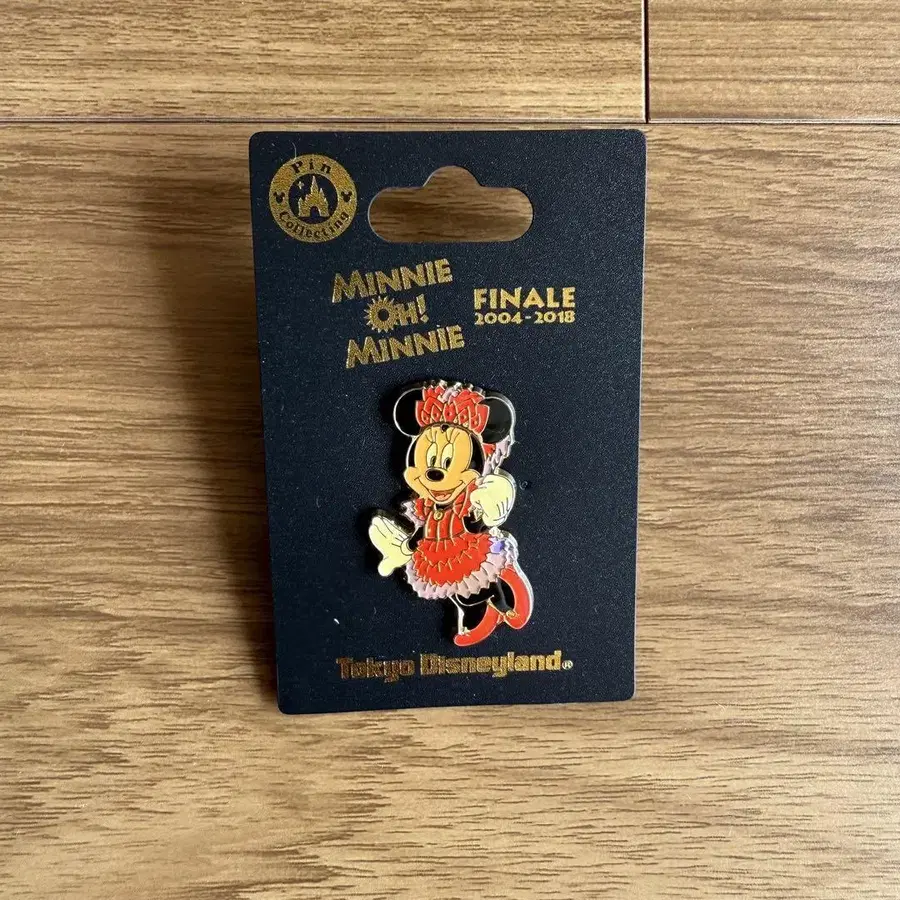 Pin
Collecting
MINNIE
OH!
MINNIE
FINALE
2004-2018
Tokyo Disneyland®